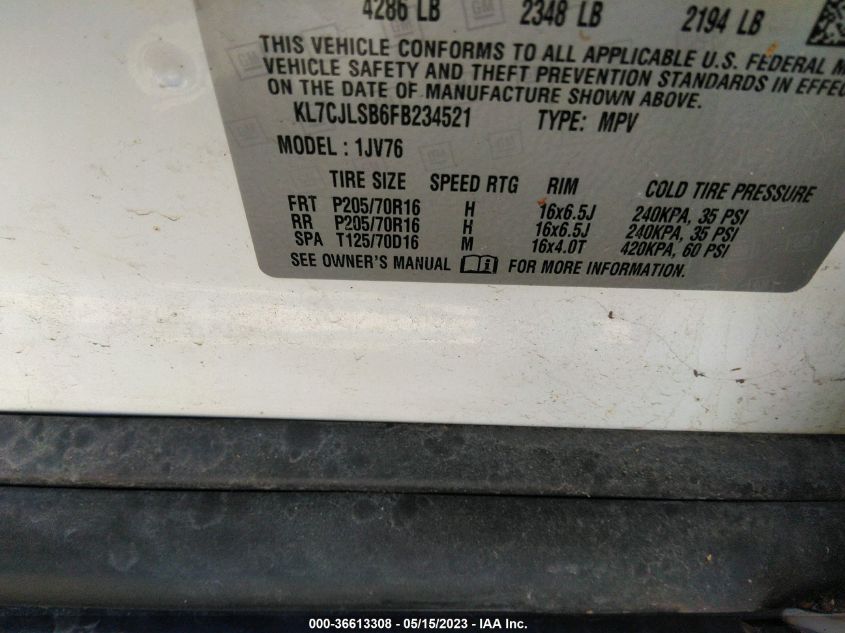 4286 LB 2348 LB 2194 LB
THIS VEHICLE CONFORMS TO ALL APPLICABLE U.S. FEDERAL M
VEHICLE SAFETY AND THEFT PREVENTION STANDARDS IN EFFEC
ON THE DATE OF MANUFACTURE SHOWN ABOVE.
KL7CJLSB6FB234521 TYPE: MPV
MODEL : 1JV76
TIRE SIZE SPEED RTG RIM COLD TIRE PRESSURE
FRT P205/70R16 H 16x6.5J 240KPA, 35 PSI
RR P205/70R16 H 16x6.5J 240KPA, 35 PSI
SPA T125/70D16 M 16x4.0T 420KPA, 60 PSI
SEE OWNER'S MANUAL FOR MORE INFORMATION.
000-36613308 - 05/15/2023 - IAA Inc.